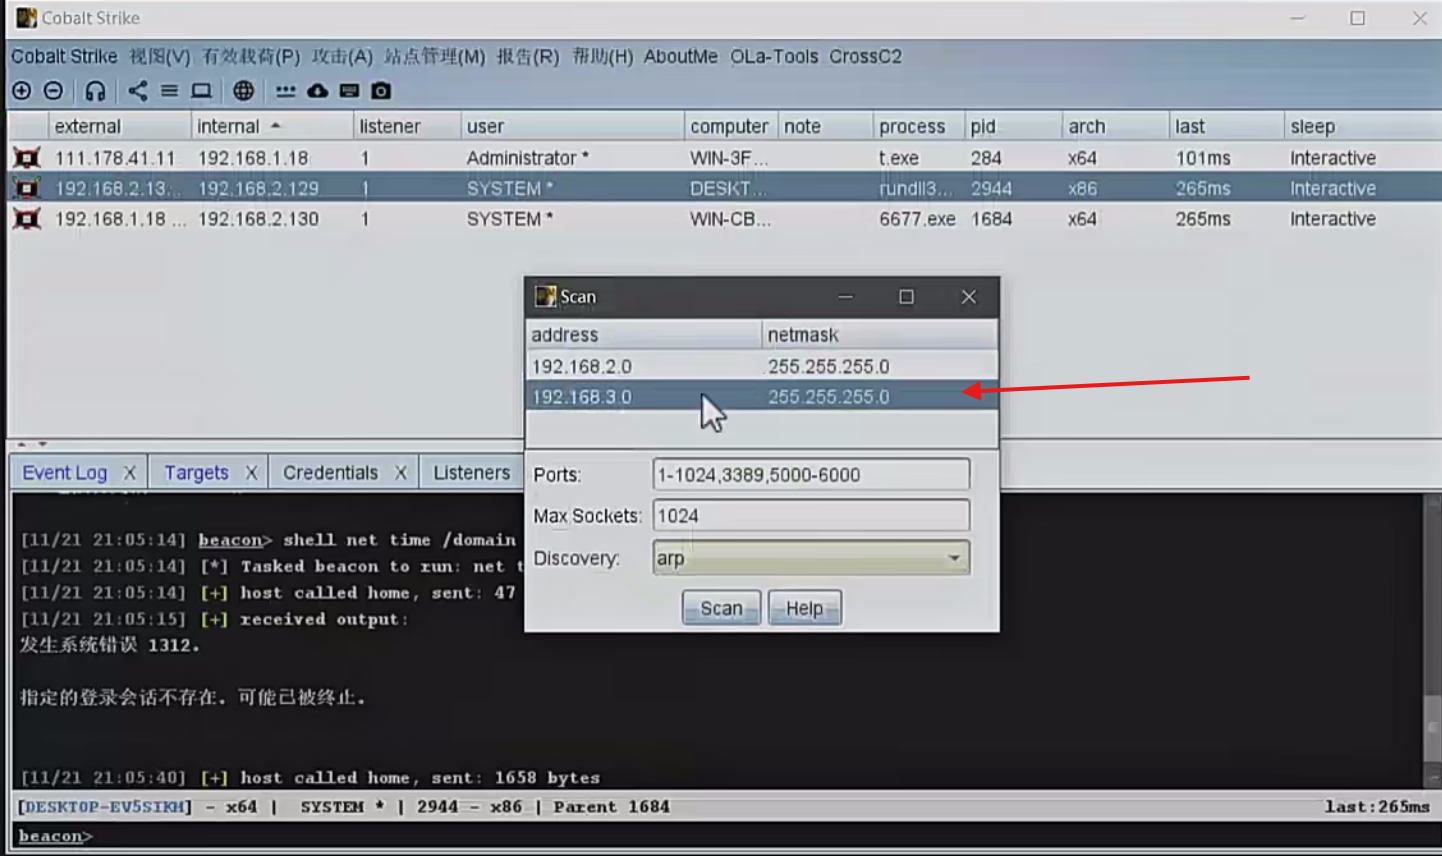 Cobalt Strike
Cobalt Strike 视图(V) 有效载荷(P) 攻击(A) 站点管理(M) 报告(R) 帮助(H) AboutMe OLa-Tools CrossC2
external internal listener user computer note process pid arch last sleep
111.178.41.11 192.168.1.18 1 Administrator * WIN-3F... t.exe 284 x64 101ms Interactive
192.168.2.13... 192.168.2.129 1 SYSTEM * DESKT... rundll3... 2944 x86 265ms Interactive
192.168.1.18 ... 192.168.2.130 1 SYSTEM * WIN-CB... 6677.exe 1684 x64 265ms Interactive
Scan
address netmask
192.168.2.0 255.255.255.0
192.168.3.0 255.255.255.0
Ports: 1-1024,3389,5000-6000
Max Sockets: 1024
Discovery: arp
Scan Help
Event Log X Targets X Credentials X Listeners
[11/21 21:05:14] beacon> shell net time /domain
[11/21 21:05:14] [*] Tasked beacon to run: net t
[11/21 21:05:14] [+] host called home, sent: 47
[11/21 21:05:15] [+] received output:
发生系统错误 1312.
指定的登录会话不存在。可能已被终止。
[11/21 21:05:40] [+] host called home, sent: 1658 bytes
[DESKTOP-EV5SIKH] - x64 | SYSTEM * | 2944 - x86 | Parent 1684 last:265ms
beacon>